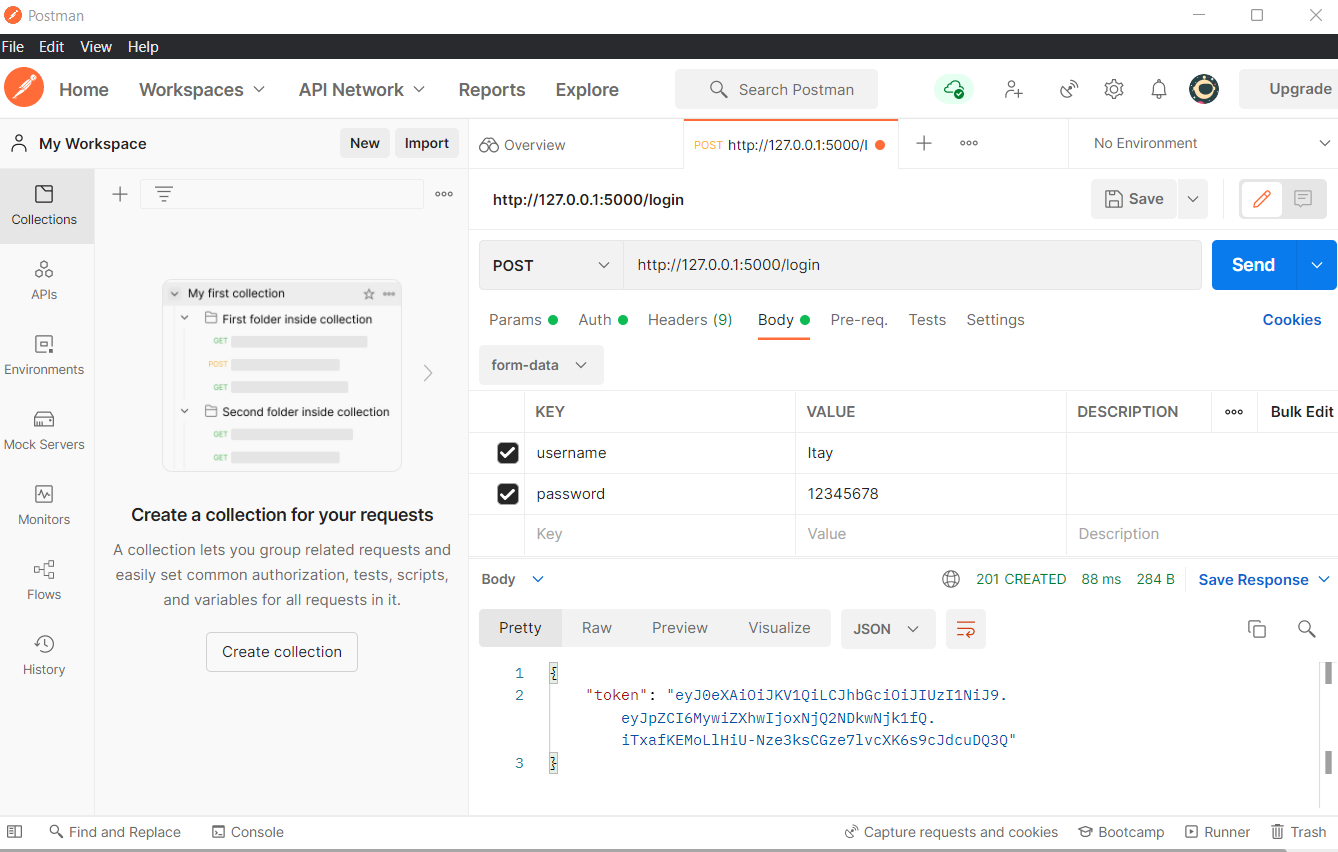 Postman
File Edit View Help
Home Workspaces API Network Reports Explore Search Postman Upgrade
My Workspace New Import
Overview POST http://127.0.0.1:5000/l No Environment
Collections
APIs
Environments
Mock Servers
Monitors
Flows
History
My first collection
First folder inside collection
GET
POST
GET
Second folder inside collection
GET
GET
Create a collection for your requests
A collection lets you group related requests and
easily set common authorization, tests, scripts,
and variables for all requests in it.
Create collection
http://127.0.0.1:5000/login Save
POST http://127.0.0.1:5000/login Send
Params Auth Headers (9) Body Pre-req. Tests Settings Cookies
form-data
KEY VALUE DESCRIPTION Bulk Edit
username Itay
password 12345678
Key Value Description
Body 201 CREATED 88 ms 284 B Save Response
Pretty Raw Preview Visualize JSON
1 {
2 "token": "eyJ0eXAiOiJKV1QiLCJhbGciOiJIUzI1NiJ9.
eyJpZCI6MywiZXhwIjoxNjQ2NDkwNjk1fQ.
iTxafKEMoLlHiU-Nze3ksCGze7lvcXK6s9cJdcuDQ3Q"
3 }
Find and Replace Console Capture requests and cookies Bootcamp Runner Trash